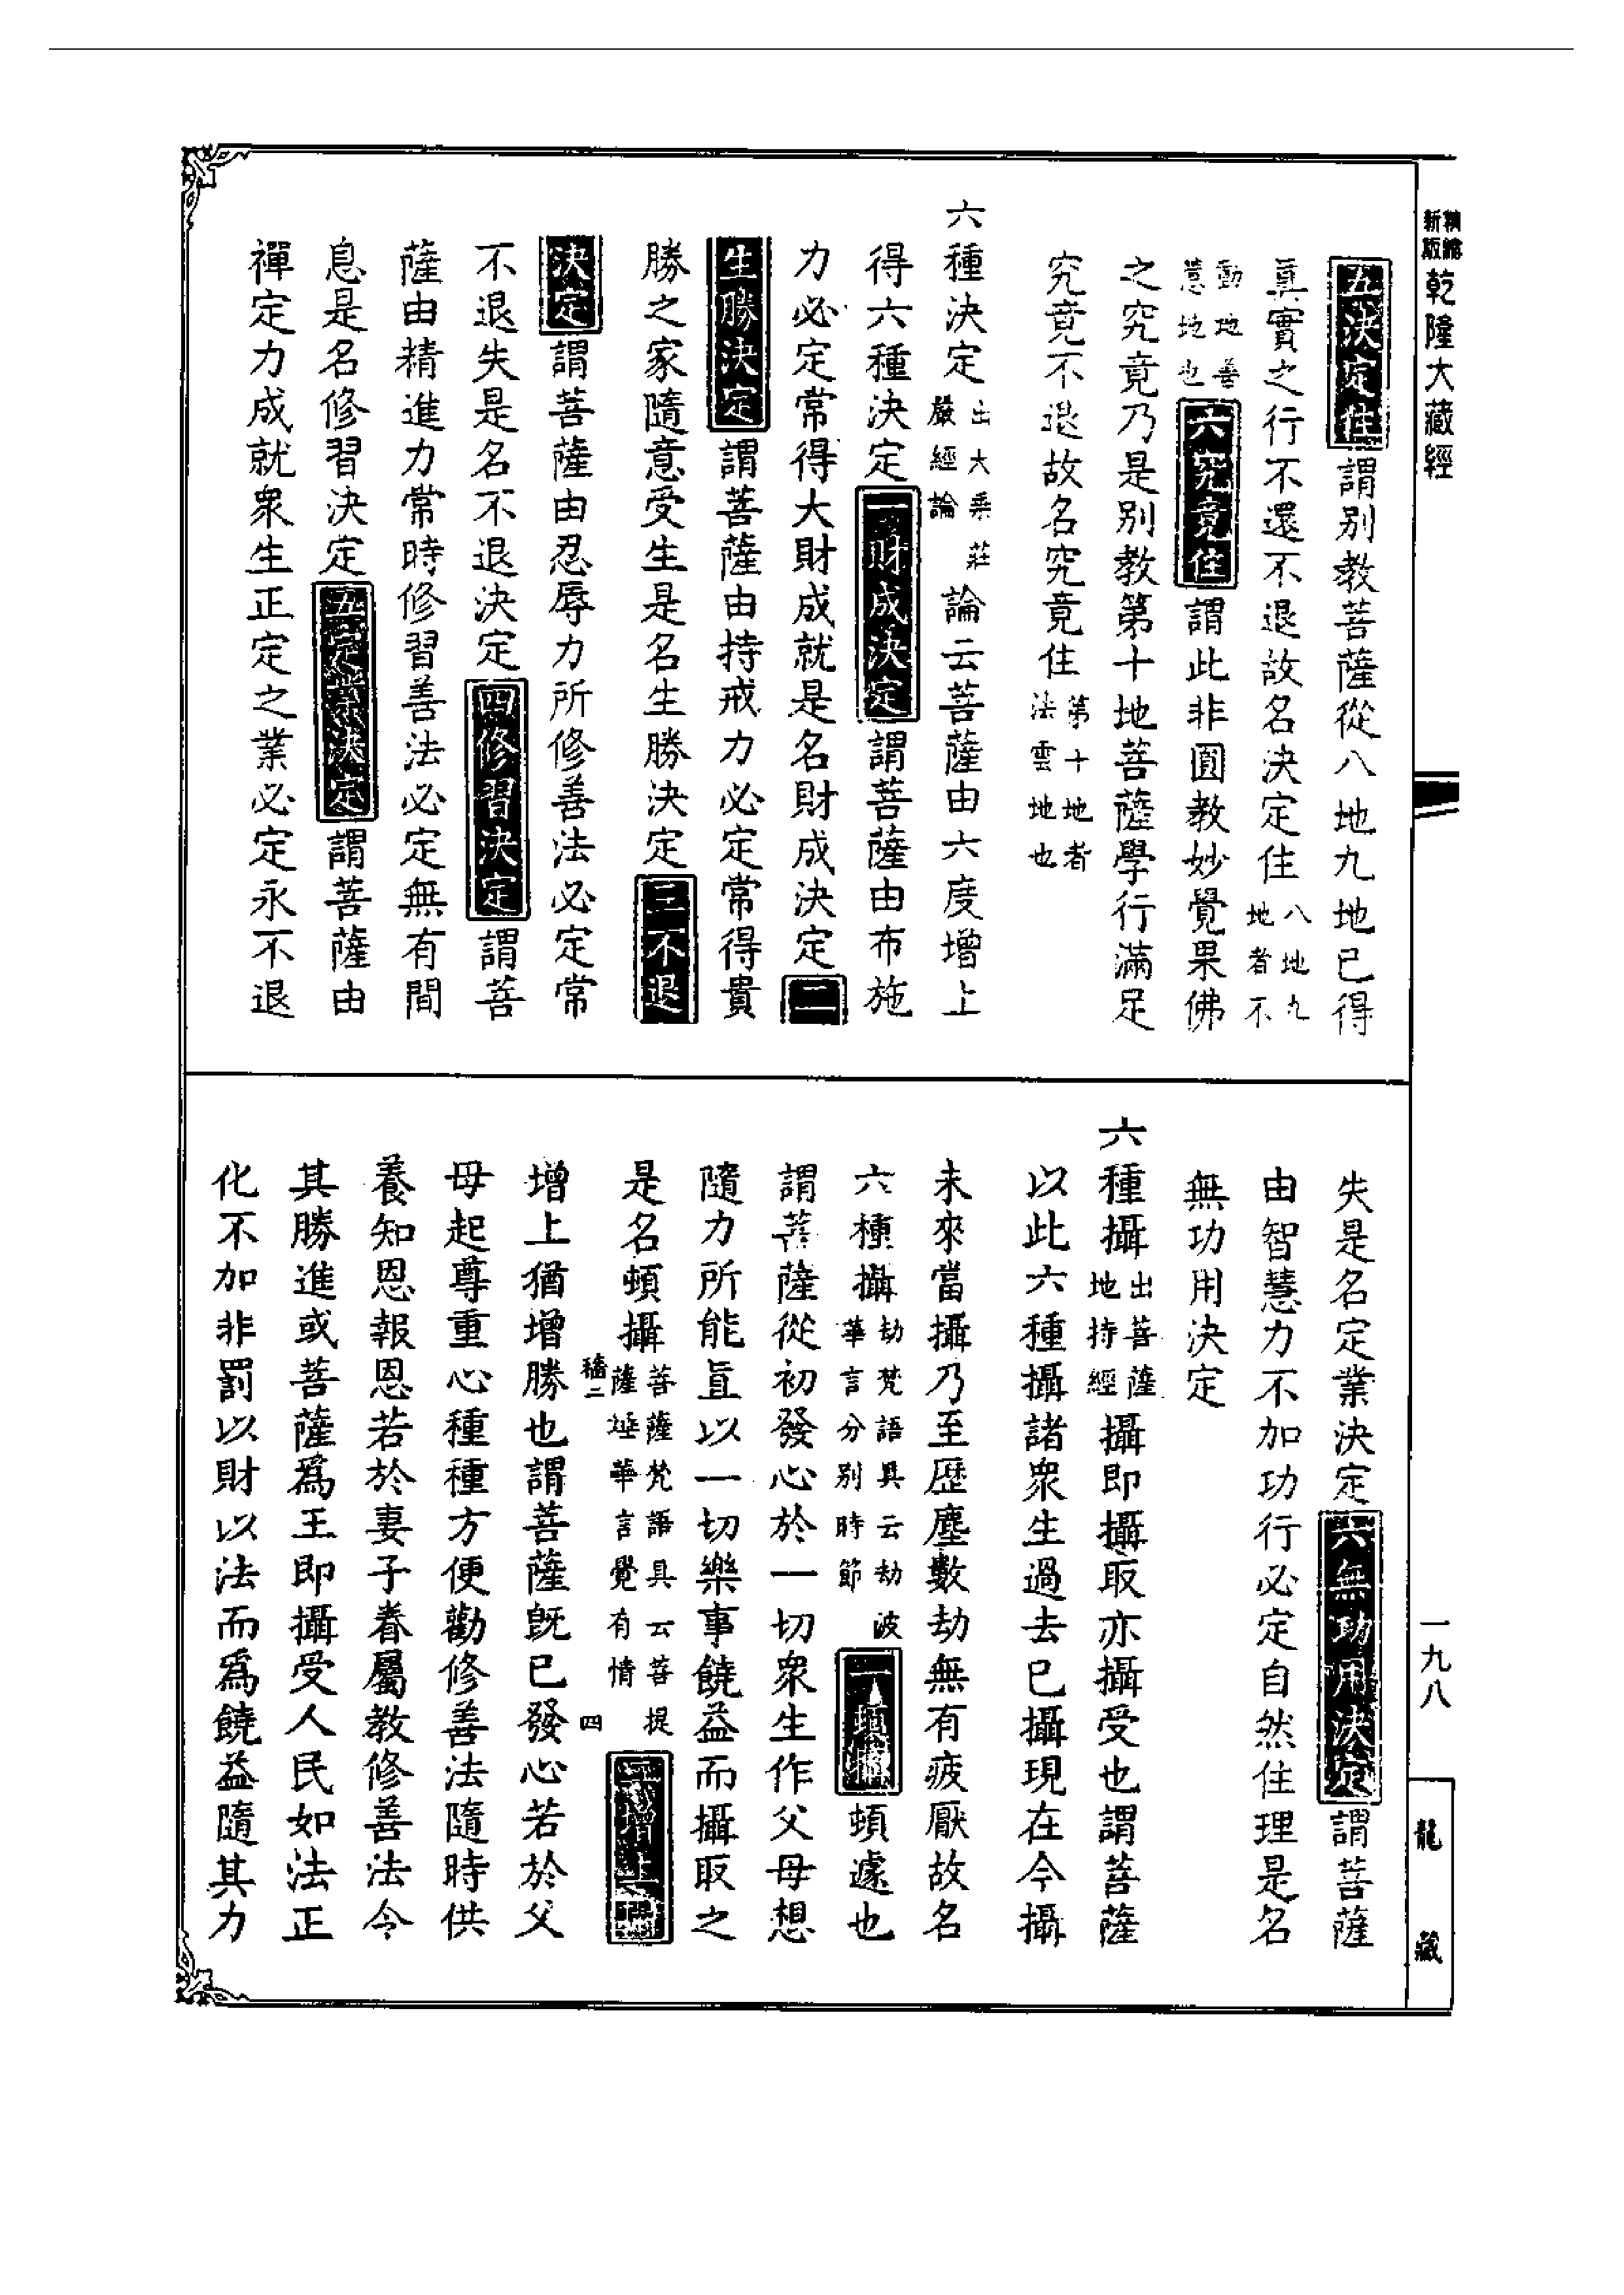 新編
新版
乾隆大藏經
五決定住謂別教菩薩從八地九地已得
真實之行不還不退故名決定住八地九地者不
動地善慧地也六究竟住謂此非圓教妙覺果佛
之究竟乃是別教第十地菩薩學行滿足
究竟不退故名究竟住第十地者法雲地也
六種決定出大乘莊嚴經論論云菩薩由六度增上
得六種決定一財成決定謂菩薩由布施
力必定常得大財成就是名財成決定二
生勝決定謂菩薩由持戒力必定常得貴
勝之家隨意受生是名生勝決定三不退
決定謂菩薩由忍辱力所修善法必定常
不退失是名不退決定四修習決定謂菩
薩由精進力常時修習善法必定無有間
息是名修習決定五定業決定謂菩薩由
禪定力成就衆生正定之業必定永不退
失是名定業決定六無功用決定謂菩薩
由智慧力不加功行必定自然住理是名
無功用決定
六種攝出菩薩地持經攝即攝取亦攝受也謂菩薩
以此六種攝攝諸衆生過去已攝現在今攝
未來當攝乃至歷塵數劫無有疲厭故名
六種攝劫梵語具云劫波華言分別時節一頓攝頓遽也
謂菩薩從初發心於一切衆生作父母想
隨力所能直以一切樂事饒益而攝取之
是名頓攝菩薩梵語具云菩提薩埵華言覺有情二增上攝
四
增上猶增勝也謂菩薩旣已發心若於父
母起尊重心種種方便勸修善法隨時供
養知恩報恩若於妻子眷屬教修善法令
其勝進或菩薩爲王即攝受人民如法正
化不加非罰以財以法而爲饒益隨其力
一九八
龍藏